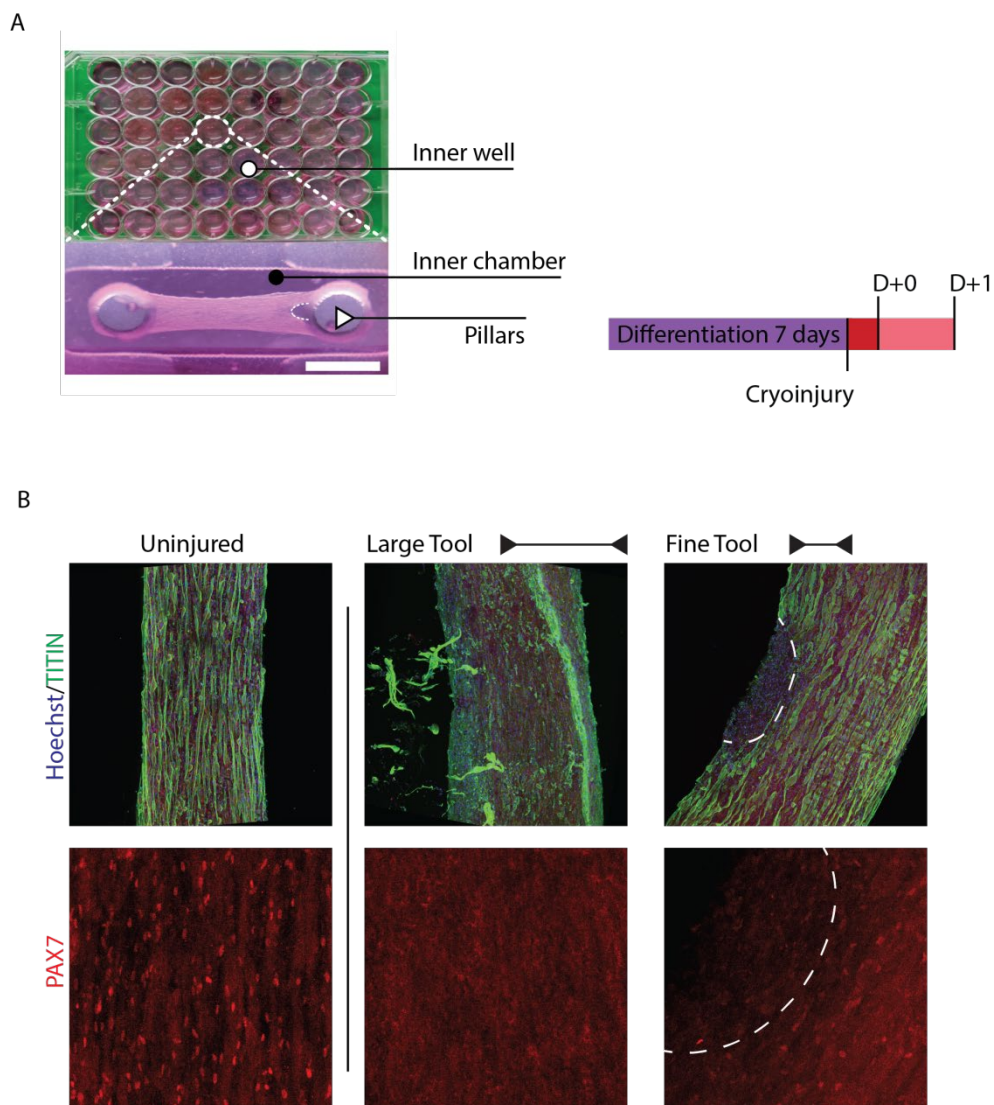 A
Inner well
Inner chamber
Pillars
D+0
D+1
Differentiation 7 days
Cryoinjury
B
Uninjured
Large Tool
Fine Tool
Hoechst/TITIN
PAX7